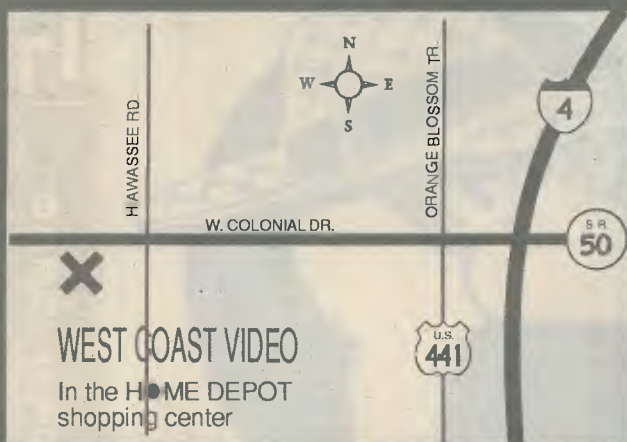 N
W E
S
HIAWASSEE RD.
ORANGE BLOSSOM TR.
4
W. COLONIAL DR.
S.R.
50
WEST COAST VIDEO
U.S.
441
In the HOME DEPOT
shopping center